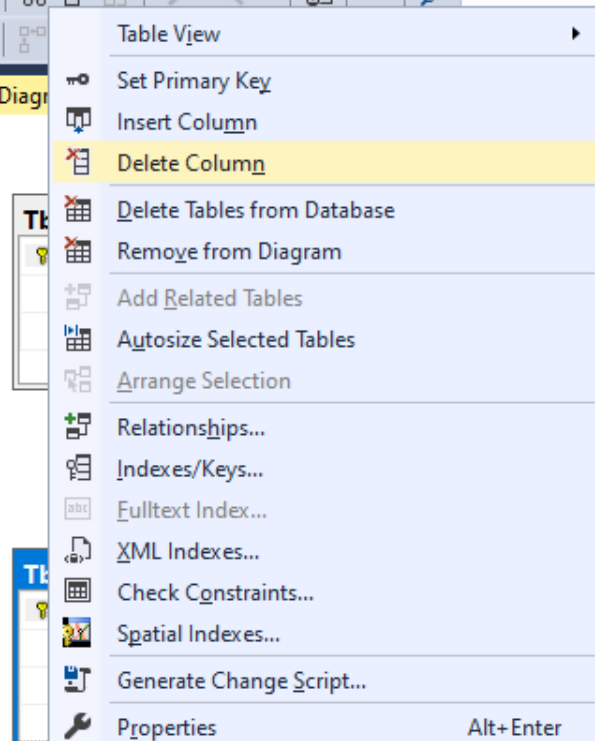 Table View
Set Primary Key
Insert Column
Delete Column
Delete Tables from Database
Remove from Diagram
Add Related Tables
Autosize Selected Tables
Arrange Selection
Relationships...
Indexes/Keys...
Fulltext Index...
XML Indexes...
Check Constraints...
Spatial Indexes...
Generate Change Script...
Properties Alt+Enter